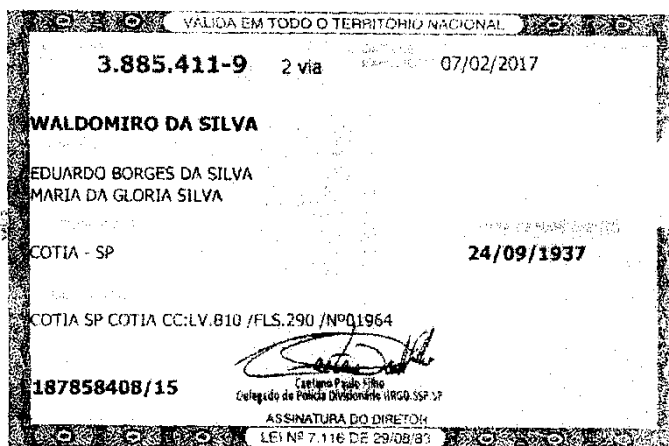 VÁLIDA EM TODO O TERRITÓRIO NACIONAL
3.885.411-9 2 via 07/02/2017
WALDOMIRO DA SILVA
EDUARDO BORGES DA SILVA
MARIA DA GLORIA SILVA
COTIA - SP 24/09/1937
COTIA SP COTIA CC:LV.B10 /FLS.290 /Nº01964
187858408/15
Caetano Paulo Filho
Delegado de Polícia Divisionário IIRGD.SSP.SP
ASSINATURA DO DIRETOR
LEI Nº 7.116 DE 29/08/83